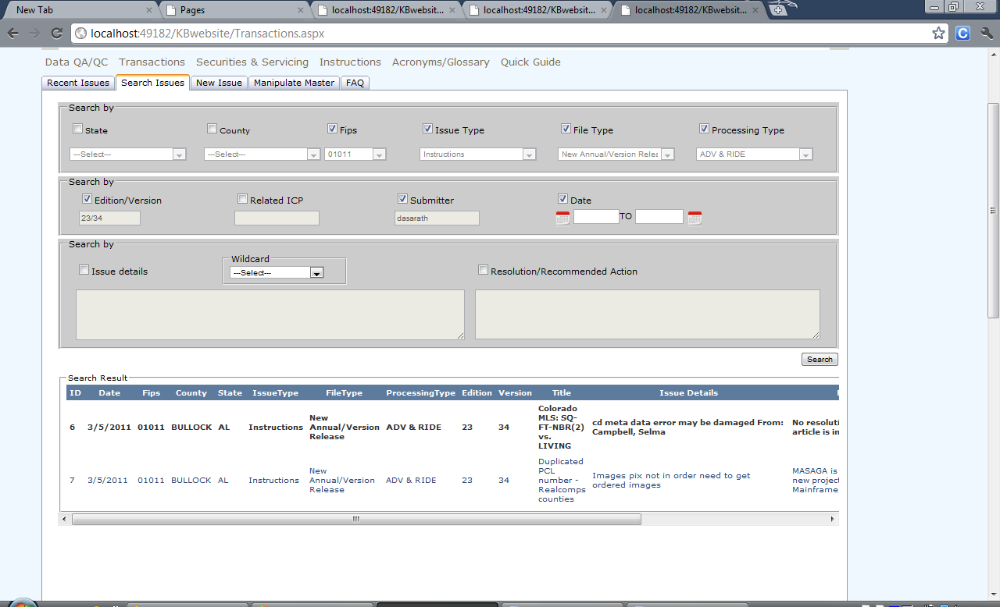 New Tab
Pages
localhost:49182/KBwebsit...
localhost:49182/KBwebsit...
localhost:49182/KBwebsit...
localhost:49182/KBwebsite/Transactions.aspx
Data QA/QC Transactions Securities & Servicing Instructions Acronyms/Glossary Quick Guide
Recent Issues Search Issues New Issue Manipulate Master FAQ
Search by
State County Fips Issue Type File Type Processing Type
---Select--- ---Select--- 01011 Instructions New Annual/Version Relea ADV & RIDE
Search by
Edition/Version Related ICP Submitter Date
23/34 dasarath TO
Search by
Wildcard
Issue details ---Select--- Resolution/Recommended Action
Search
Search Result
ID Date Fips County State IssueType FileType ProcessingType Edition Version Title Issue Details
6 3/5/2011 01011 BULLOCK AL Instructions New Annual/Version Release ADV & RIDE 23 34 Colorado MLS: SQ-FT-NBR(2) vs. LIVING cd meta data error may be damaged From: Campbell, Selma No resoluti article is in
7 3/5/2011 01011 BULLOCK AL Instructions New Annual/Version Release ADV & RIDE 23 34 Duplicated PCL number - Realcomps counties Images pix not in order need to get ordered images MASAGA is new project Mainframe